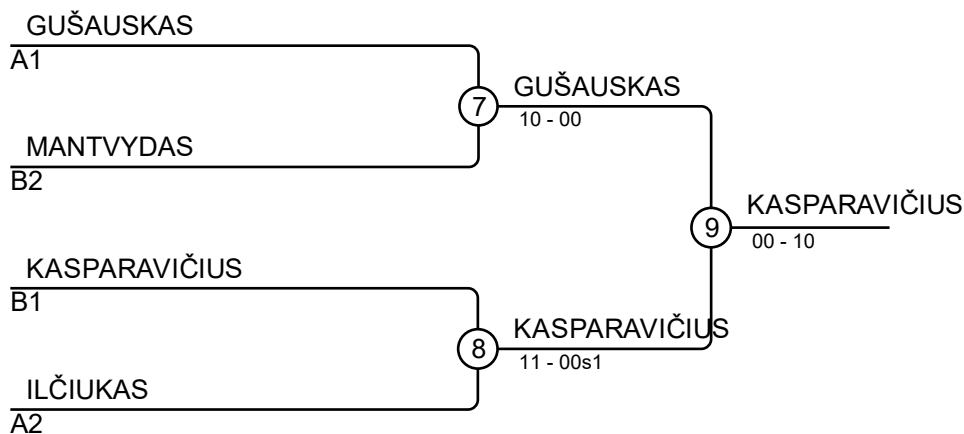 GUŠAUSKAS
A1
7
GUŠAUSKAS
10 - 00
MANTVYDAS
B2
9
KASPARAVIČIUS
00 - 10
KASPARAVIČIUS
B1
8
KASPARAVIČIUS
11 - 00s1
ILČIUKAS
A2